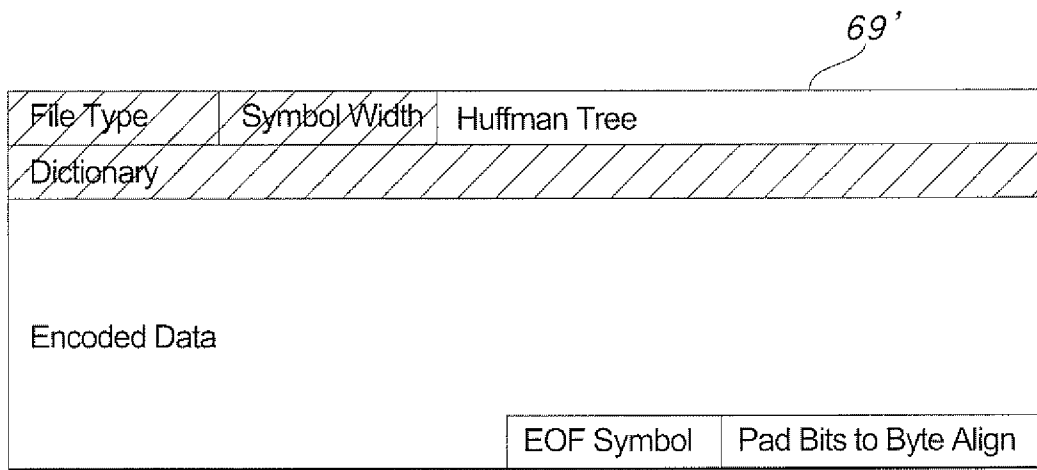 69'
File Type Symbol Width Huffman Tree
Dictionary
Encoded Data
EOF Symbol Pad Bits to Byte Align